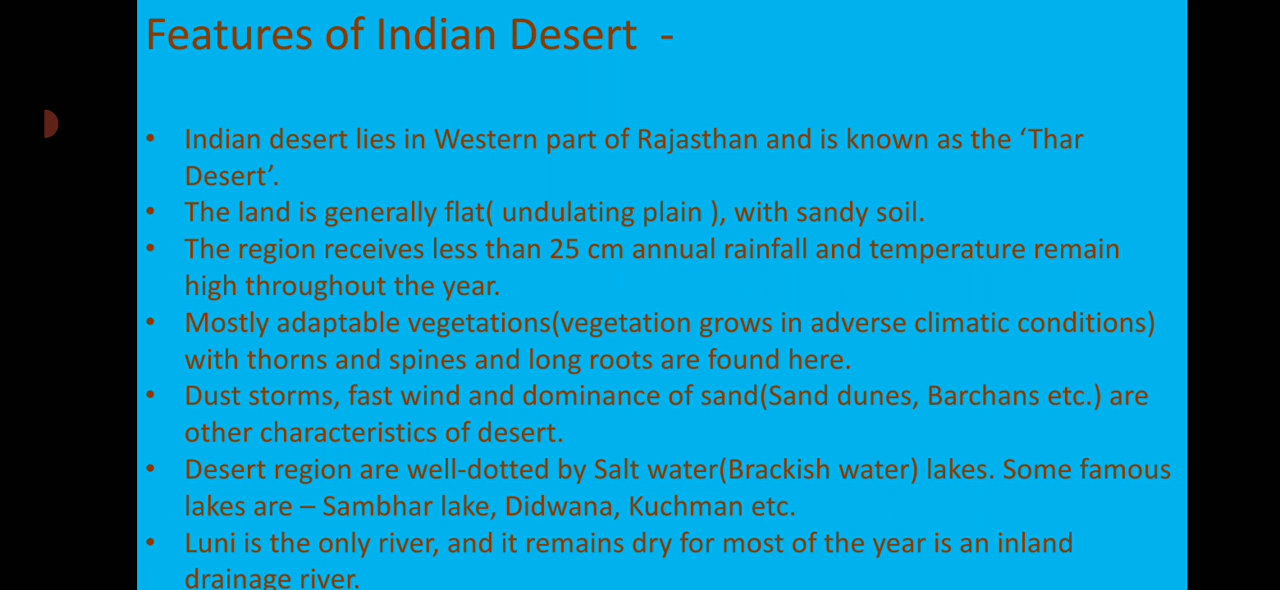 Features of Indian Desert -
• Indian desert lies in Western part of Rajasthan and is known as the ‘Thar
Desert’.
• The land is generally flat( undulating plain ), with sandy soil.
• The region receives less than 25 cm annual rainfall and temperature remain
high throughout the year.
• Mostly adaptable vegetations(vegetation grows in adverse climatic conditions)
with thorns and spines and long roots are found here.
• Dust storms, fast wind and dominance of sand(Sand dunes, Barchans etc.) are
other characteristics of desert.
• Desert region are well-dotted by Salt water(Brackish water) lakes. Some famous
lakes are – Sambhar lake, Didwana, Kuchman etc.
• Luni is the only river, and it remains dry for most of the year is an inland
drainage river.